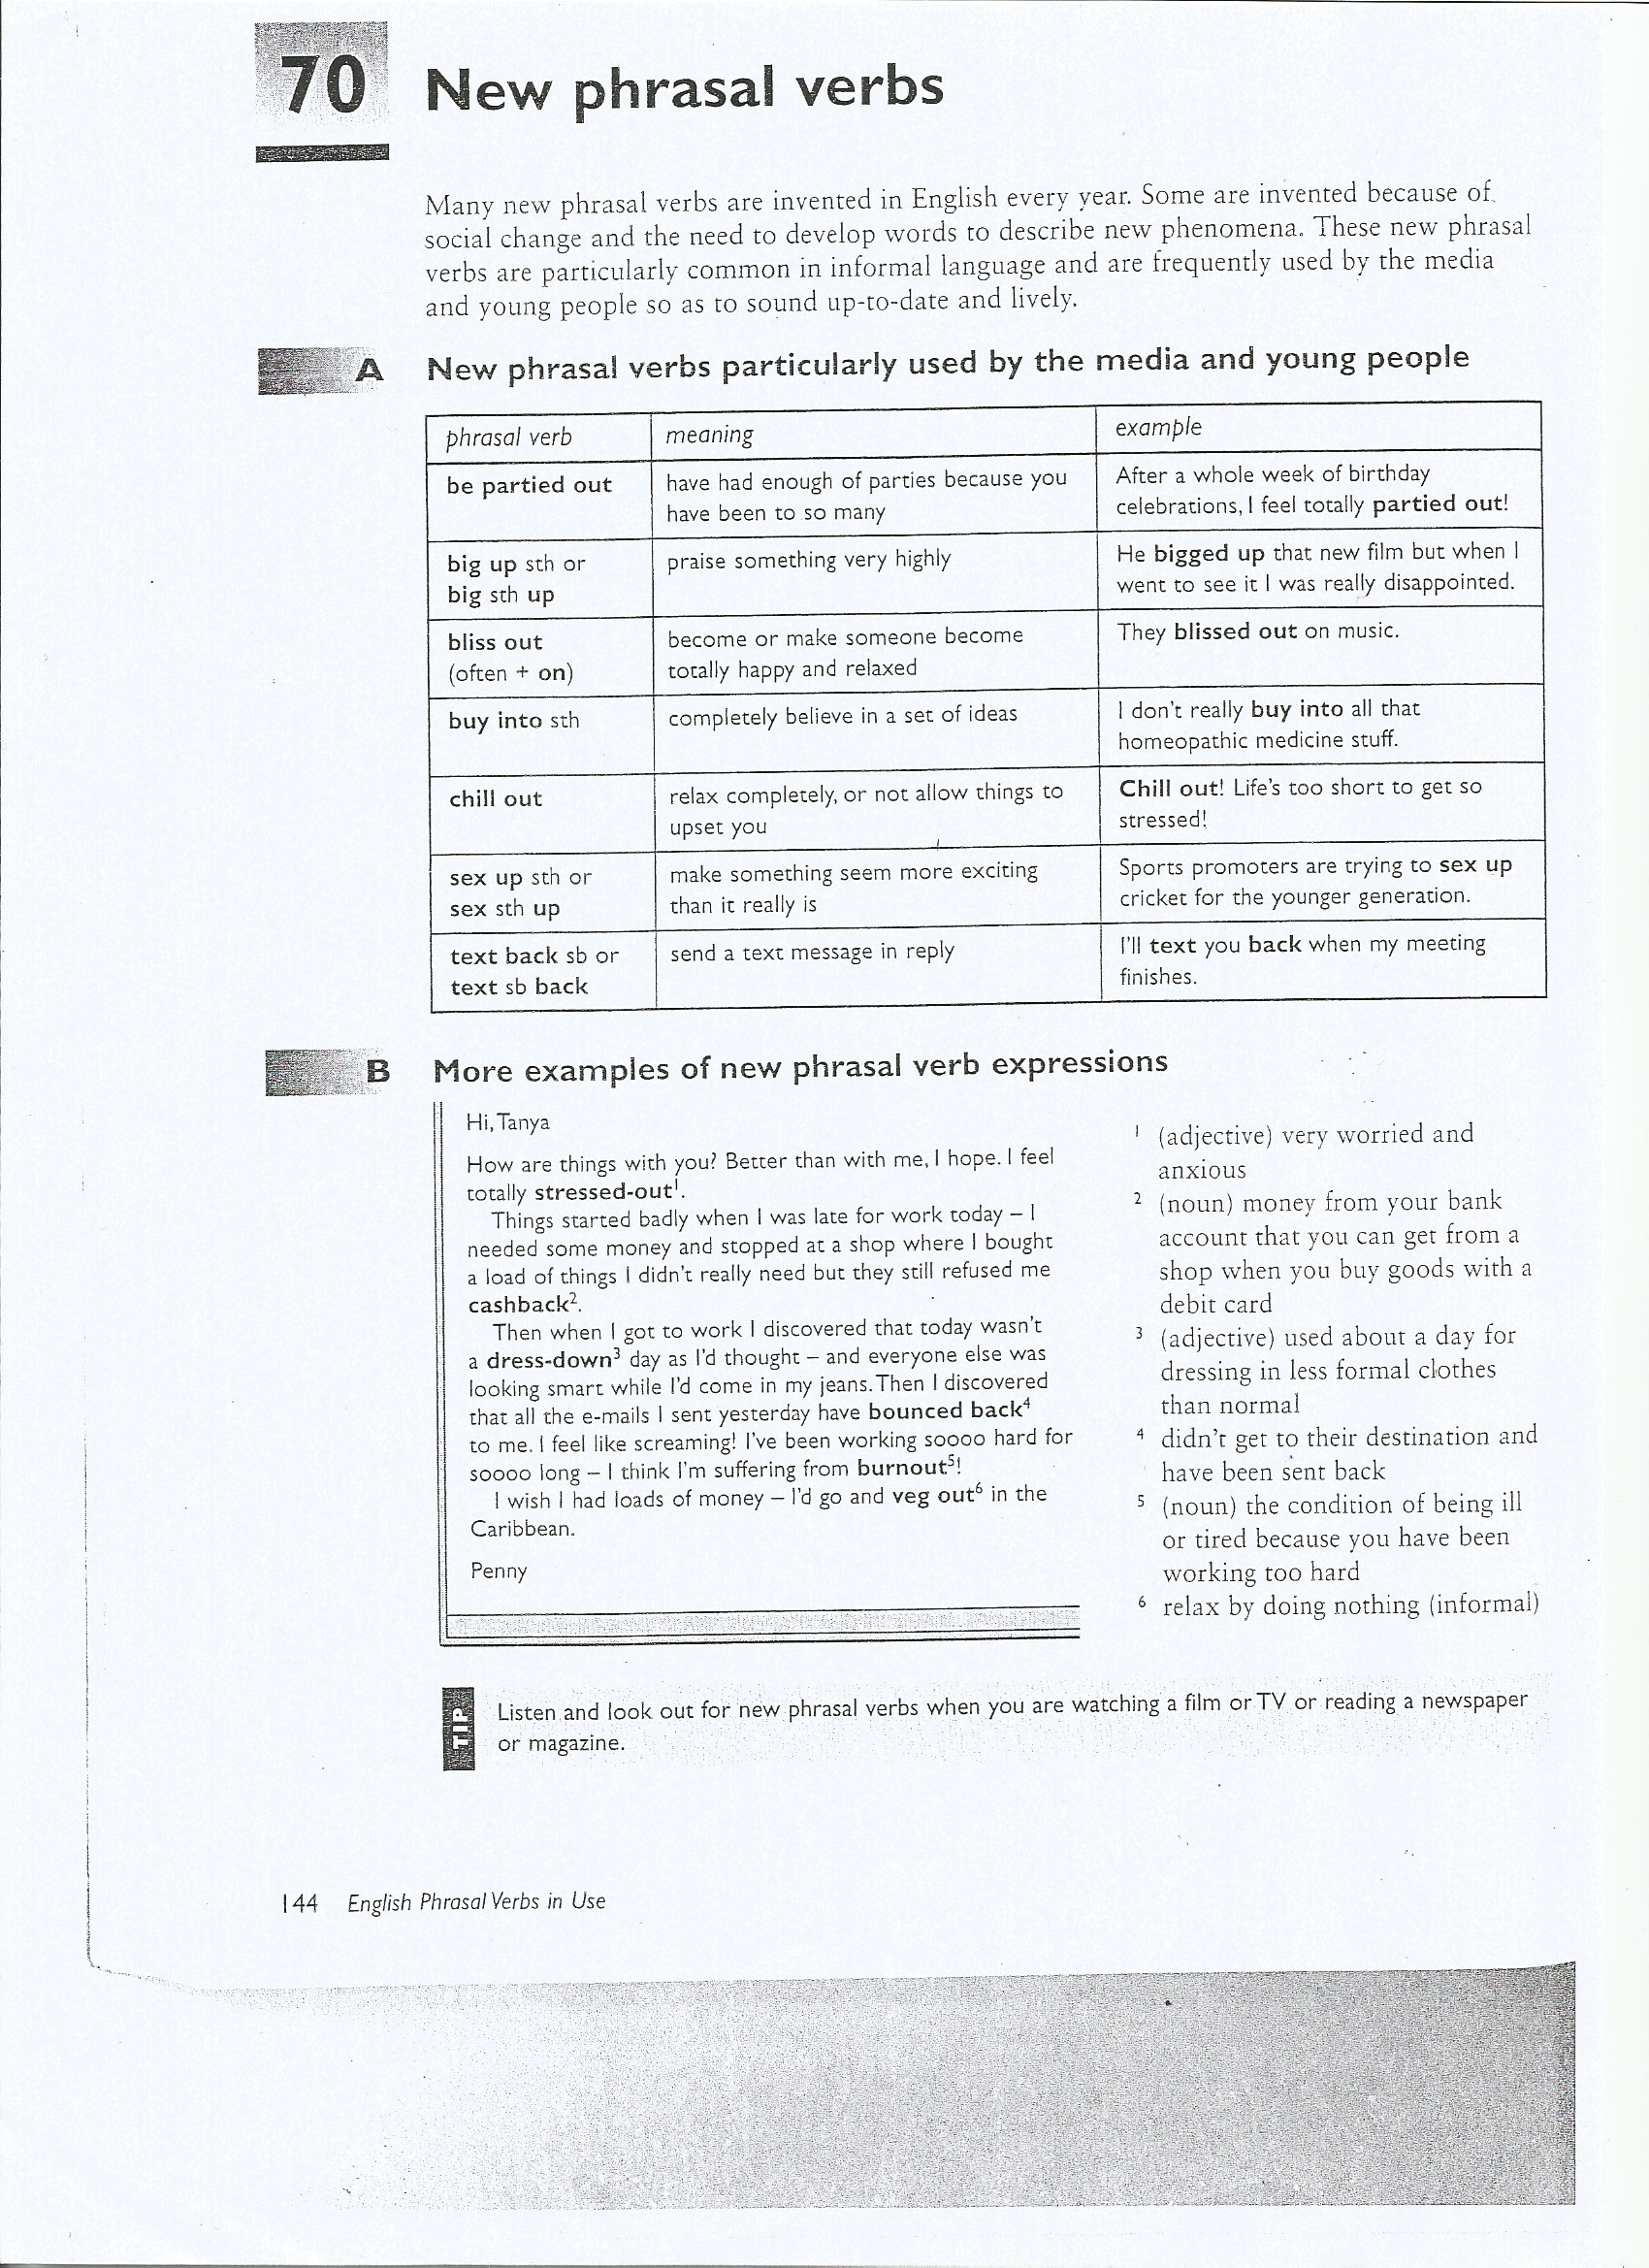 70 New phrasal verbs
Many new phrasal verbs are invented in English every year. Some are invented because of
social change and the need to develop words to describe new phenomena. These new phrasal
verbs are particularly common in informal language and are frequently used by the media
and young people so as to sound up-to-date and lively.
A New phrasal verbs particularly used by the media and young people
phrasal verb meaning example
be partied out have had enough of parties because you After a whole week of birthday
have been to so many celebrations, I feel totally partied out!
big up sth or praise something very highly He bigged up that new film but when I
big sth up went to see it I was really disappointed.
bliss out become or make someone become They blissed out on music.
(often + on) totally happy and relaxed
buy into sth completely believe in a set of ideas I don't really buy into all that
homeopathic medicine stuff.
chill out relax completely, or not allow things to Chill out! Life's too short to get so
upset you stressed!
sex up sth or make something seem more exciting Sports promoters are trying to sex up
sex sth up than it really is cricket for the younger generation.
text back sb or send a text message in reply I'll text you back when my meeting
text sb back finishes.
B More examples of new phrasal verb expressions
Hi, Tanya
How are things with you? Better than with me, I hope. I feel
totally stressed-out¹.
Things started badly when I was late for work today – I
needed some money and stopped at a shop where I bought
a load of things I didn't really need but they still refused me
cashback².
Then when I got to work I discovered that today wasn't
a dress-down³ day as I'd thought – and everyone else was
looking smart while I'd come in my jeans. Then I discovered
that all the e-mails I sent yesterday have bounced back⁴
to me. I feel like screaming! I've been working soooo hard for
soooo long – I think I'm suffering from burnout⁵!
I wish I had loads of money – I'd go and veg out⁶ in the
Caribbean.
Penny
¹ (adjective) very worried and
anxious
² (noun) money from your bank
account that you can get from a
shop when you buy goods with a
debit card
³ (adjective) used about a day for
dressing in less formal clothes
than normal
⁴ didn't get to their destination and
have been sent back
⁵ (noun) the condition of being ill
or tired because you have been
working too hard
⁶ relax by doing nothing (informal)
TIP Listen and look out for new phrasal verbs when you are watching a film or TV or reading a newspaper
or magazine.
144 English Phrasal Verbs in Use